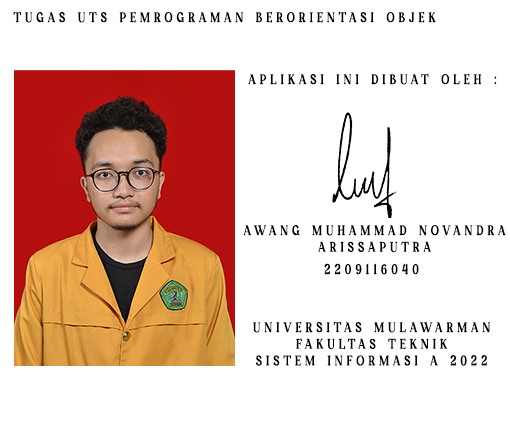 TUGAS UTS PEMROGRAMAN BERORIENTASI OBJEK
APLIKASI INI DIBUAT OLEH :
AWANG MUHAMMAD NOVANDRA
ARISSAPUTRA
2209116040
UNIVERSITAS MULAWARMAN
FAKULTAS TEKNIK
SISTEM INFORMASI A 2022